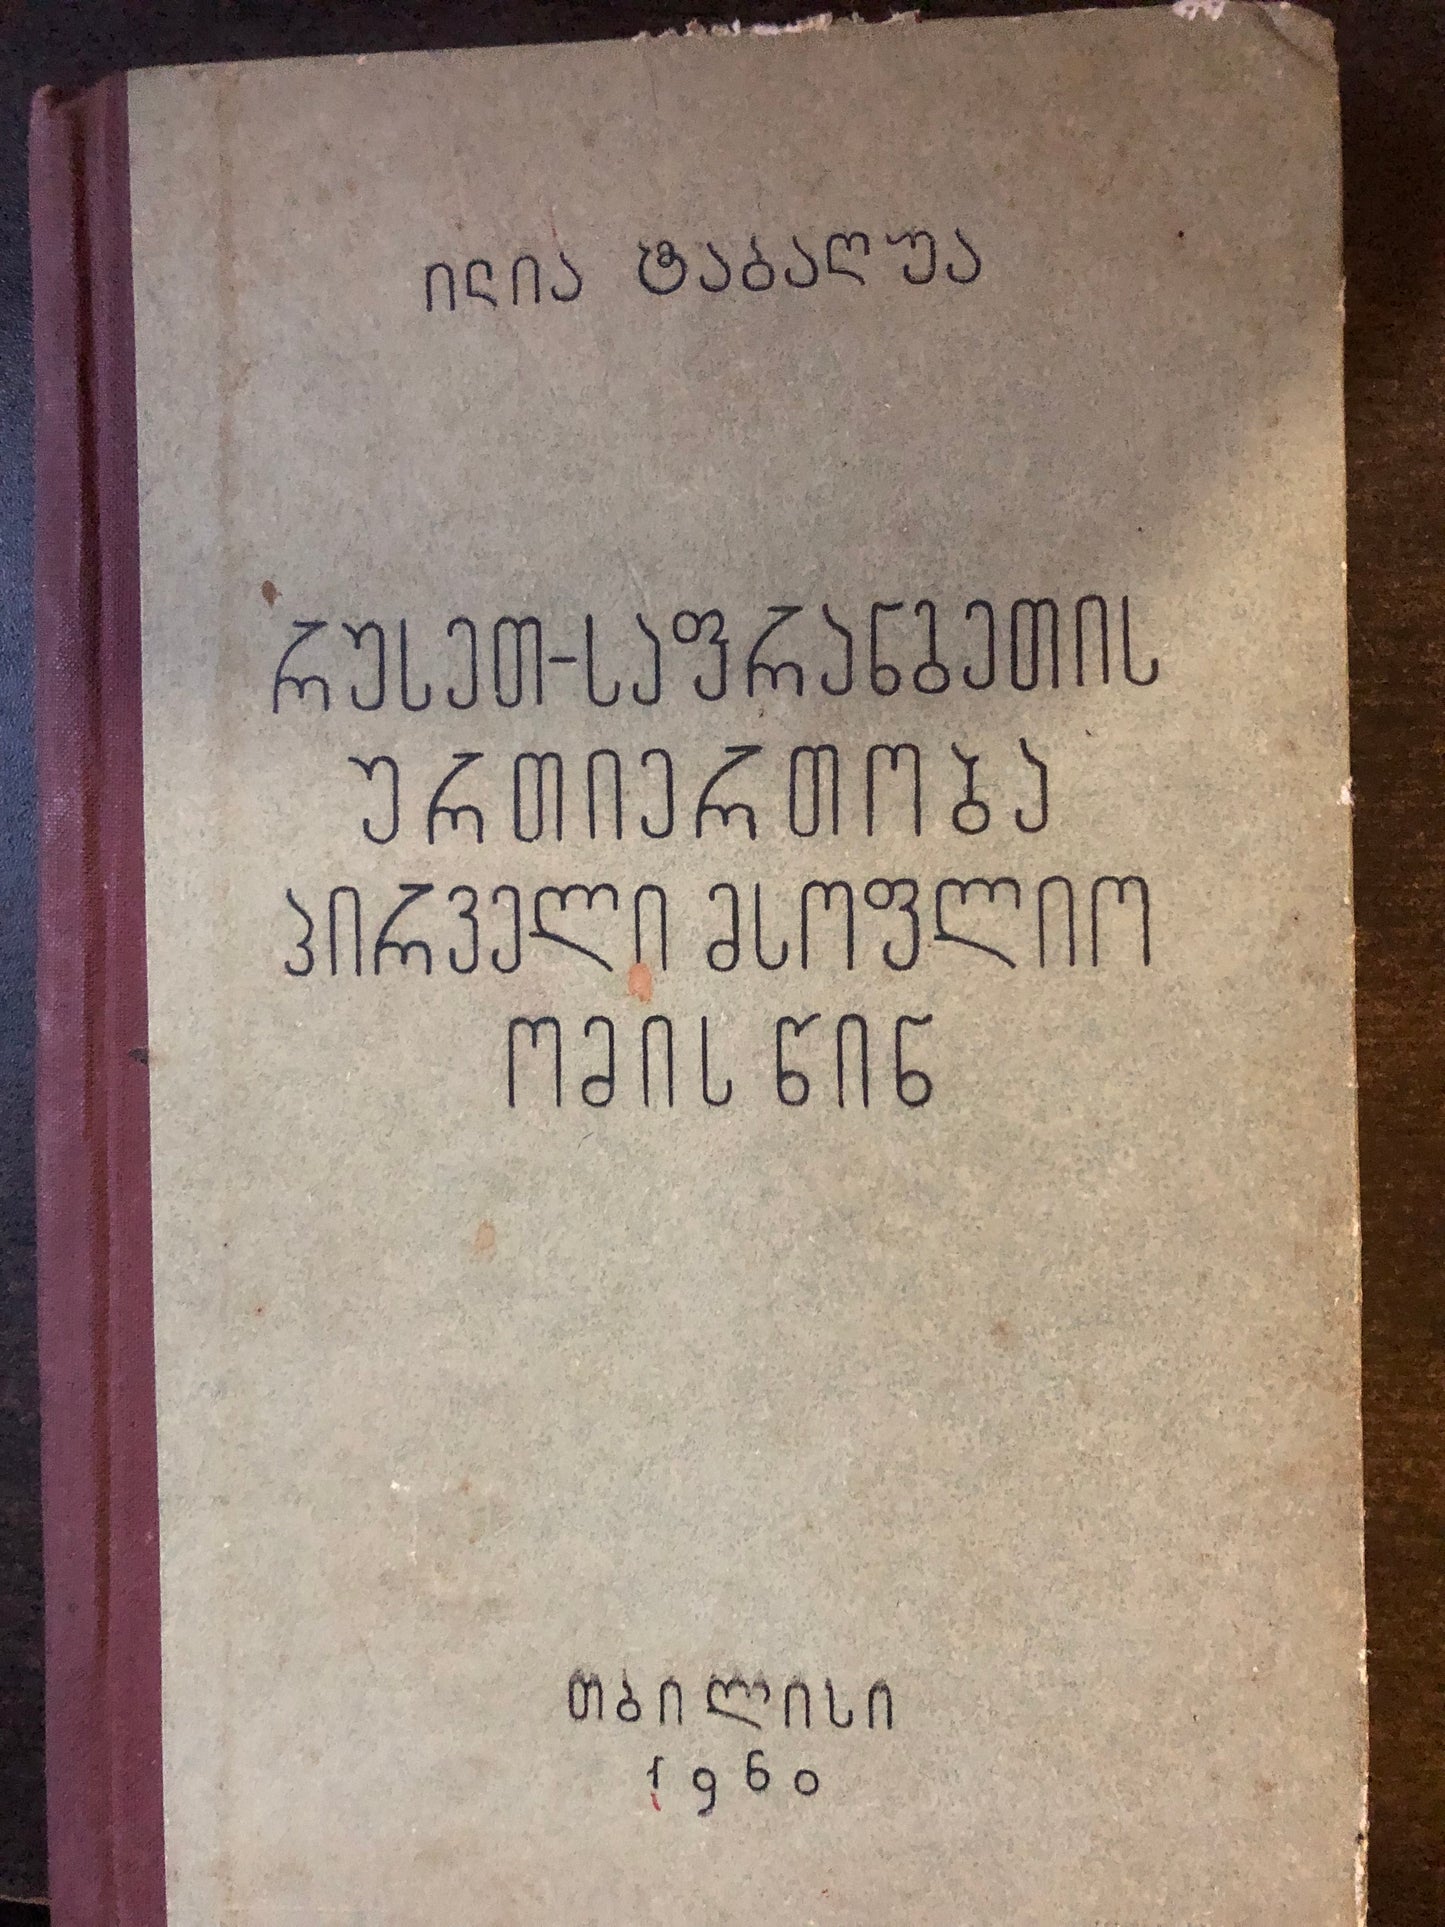 ილია ტაბაღუა
რუსეთ-საფრანგეთის
ურთიერთობა
პირველი მსოფლიო
ომის წინ
თბილისი
1960